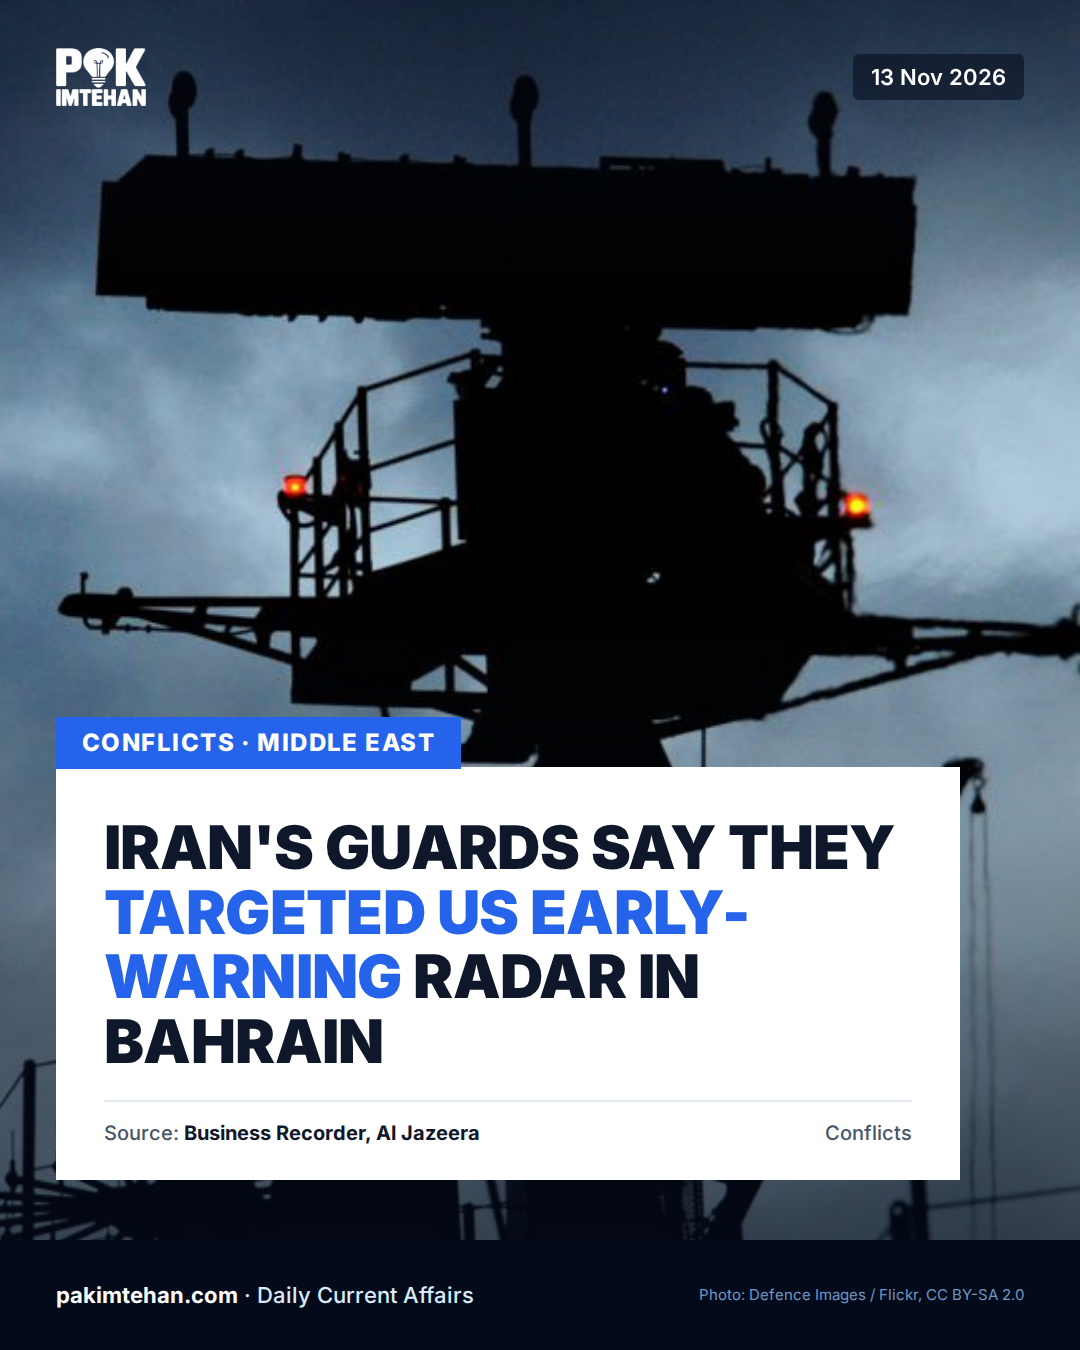 POK
IMTEHAN
13 Nov 2026
CONFLICTS · MIDDLE EAST
IRAN'S GUARDS SAY THEY
TARGETED US EARLY-
WARNING RADAR IN
BAHRAIN
Source: Business Recorder, Al Jazeera
Conflicts
pakimtehan.com · Daily Current Affairs
Photo: Defence Images / Flickr, CC BY-SA 2.0